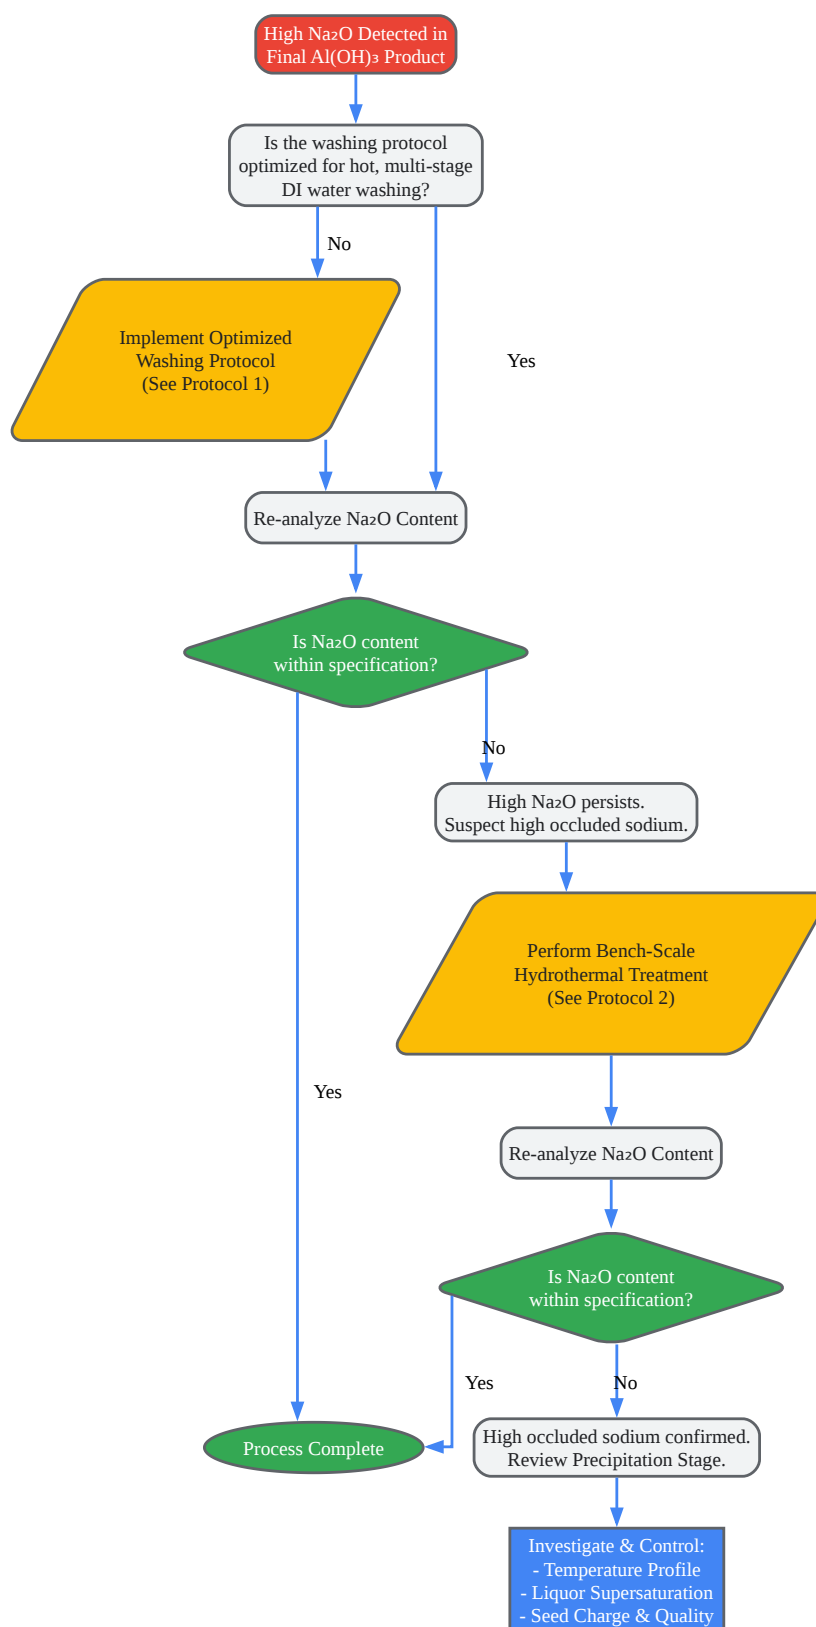 High Na₂O Detected in
Final Al(OH)₃ Product
Is the washing protocol
optimized for hot, multi-stage
DI water washing?
No
Implement Optimized
Washing Protocol
(See Protocol 1)
Yes
Re-analyze Na₂O Content
Is Na₂O content
within specification?
No
High Na₂O persists.
Suspect high occluded sodium.
Perform Bench-Scale
Hydrothermal Treatment
(See Protocol 2)
Yes
Re-analyze Na₂O Content
Is Na₂O content
within specification?
Yes
No
High occluded sodium confirmed.
Review Precipitation Stage.
Process Complete
Investigate & Control:
- Temperature Profile
- Liquor Supersaturation
- Seed Charge & Quality